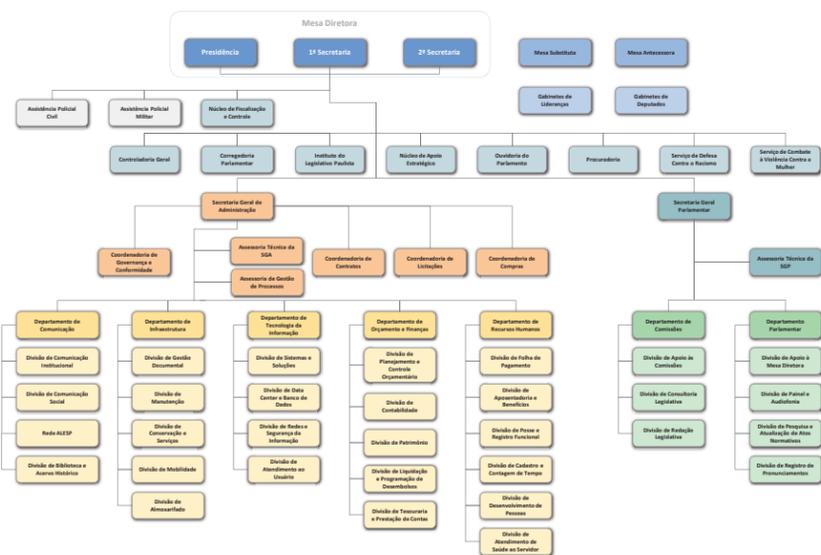 Mesa Diretora
Presidência
1ª Secretaria
2ª Secretaria
Mesa Substituta
Mesa Antecessora
Gabinetes de
Lideranças
Gabinetes de
Deputados
Assistência Policial
Civil
Assistência Policial
Militar
Núcleo de Fiscalização
e Controle
Controladoria Geral
Corregedoria
Parlamentar
Instituto do
Legislativo Paulista
Núcleo de Apoio
Estratégico
Ouvidoria do
Parlamento
Procuradoria
Serviço de Defesa
Contra o Racismo
Serviço de Combate
à Violência Contra a
Mulher
Secretaria Geral de
Administração
Secretaria Geral
Parlamentar
Coordenadoria de
Governança e
Conformidade
Assessoria Técnica da
SGA
Assessoria de Gestão
de Processos
Coordenadoria de
Contratos
Coordenadoria de
Licitações
Coordenadoria de
Compras
Assessoria Técnica da
SGP
Departamento de
Comunicação
Divisão de Comunicação
Institucional
Divisão de Comunicação
Social
Rede ALESP
Divisão de Biblioteca e
Acervo Histórico
Departamento de
Infraestrutura
Divisão de Gestão
Documental
Divisão de
Manutenção
Divisão de
Conservação e
Serviços
Divisão de Mobilidade
Divisão de
Almoxarifado
Departamento de
Tecnologia da
Informação
Divisão de Sistemas e
Soluções
Divisão de Data
Center e Banco de
Dados
Divisão de Redes e
Segurança da
Informação
Divisão de
Atendimento ao
Usuário
Departamento de
Orçamento e Finanças
Divisão de
Planejamento e
Controle
Orçamentário
Divisão de
Contabilidade
Divisão de Patrimônio
Divisão de Liquidação
e Programação de
Desembolsos
Divisão de Tesouraria
e Prestação de Contas
Departamento de
Recursos Humanos
Divisão de Folha de
Pagamento
Divisão de
Aposentadoria e
Benefícios
Divisão de Posse e
Registro Funcional
Divisão de Cadastro e
Contagem de Tempo
Divisão de
Desenvolvimento de
Pessoas
Divisão de
Atendimento de
Saúde ao Servidor
Departamento de
Comissões
Divisão de Apoio às
Comissões
Divisão de Consultoria
Legislativa
Divisão de Redação
Legislativa
Departamento
Parlamentar
Divisão de Apoio à
Mesa Diretora
Divisão de Painel e
Audiofonia
Divisão de Pesquisa e
Atualização de Atos
Normativos
Divisão de Registro de
Pronunciamentos